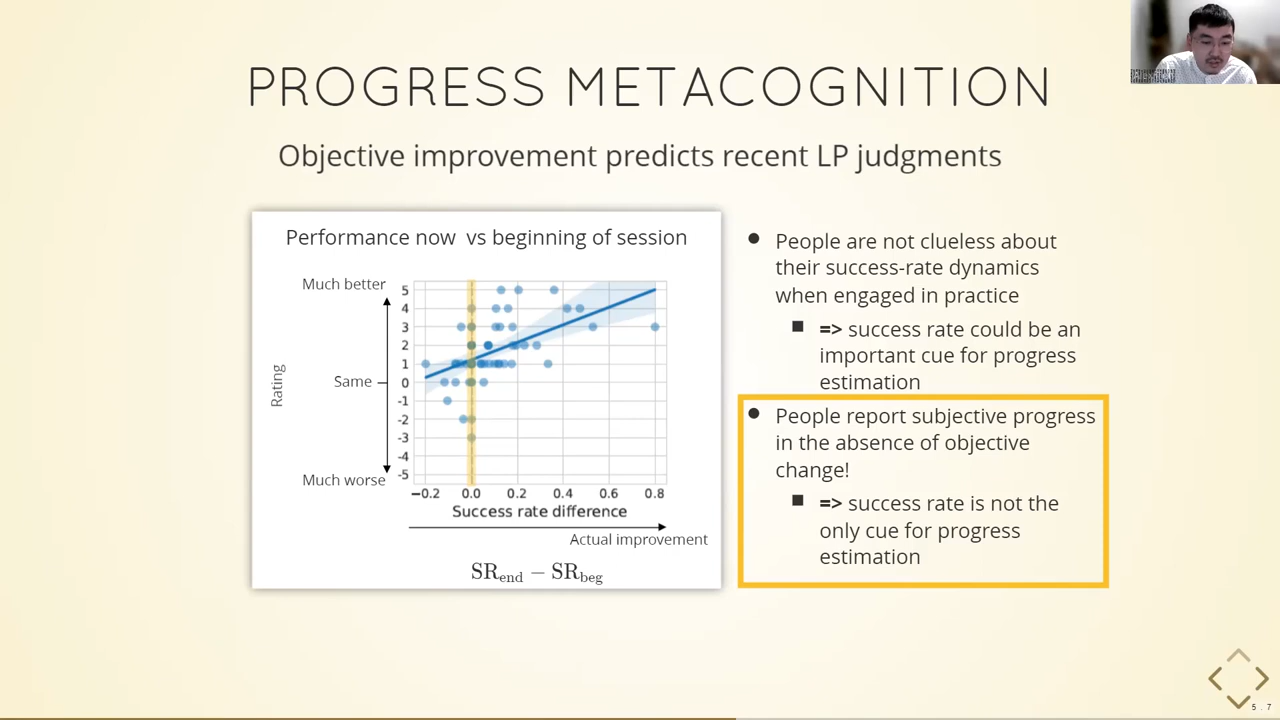 PROGRESS METACOGNITION
Objective improvement predicts recent LP judgments
Performance now vs beginning of session
Much better
Same
Much worse
Rating
5
4
3
2
1
0
-1
-2
-3
-4
-5
−0.2 0.0 0.2 0.4 0.6 0.8
Success rate difference
Actual improvement
SRend − SRbeg
People are not clueless about
their success-rate dynamics
when engaged in practice
=> success rate could be an
important cue for progress
estimation
People report subjective progress
in the absence of objective
change!
=> success rate is not the
only cue for progress
estimation
5.7